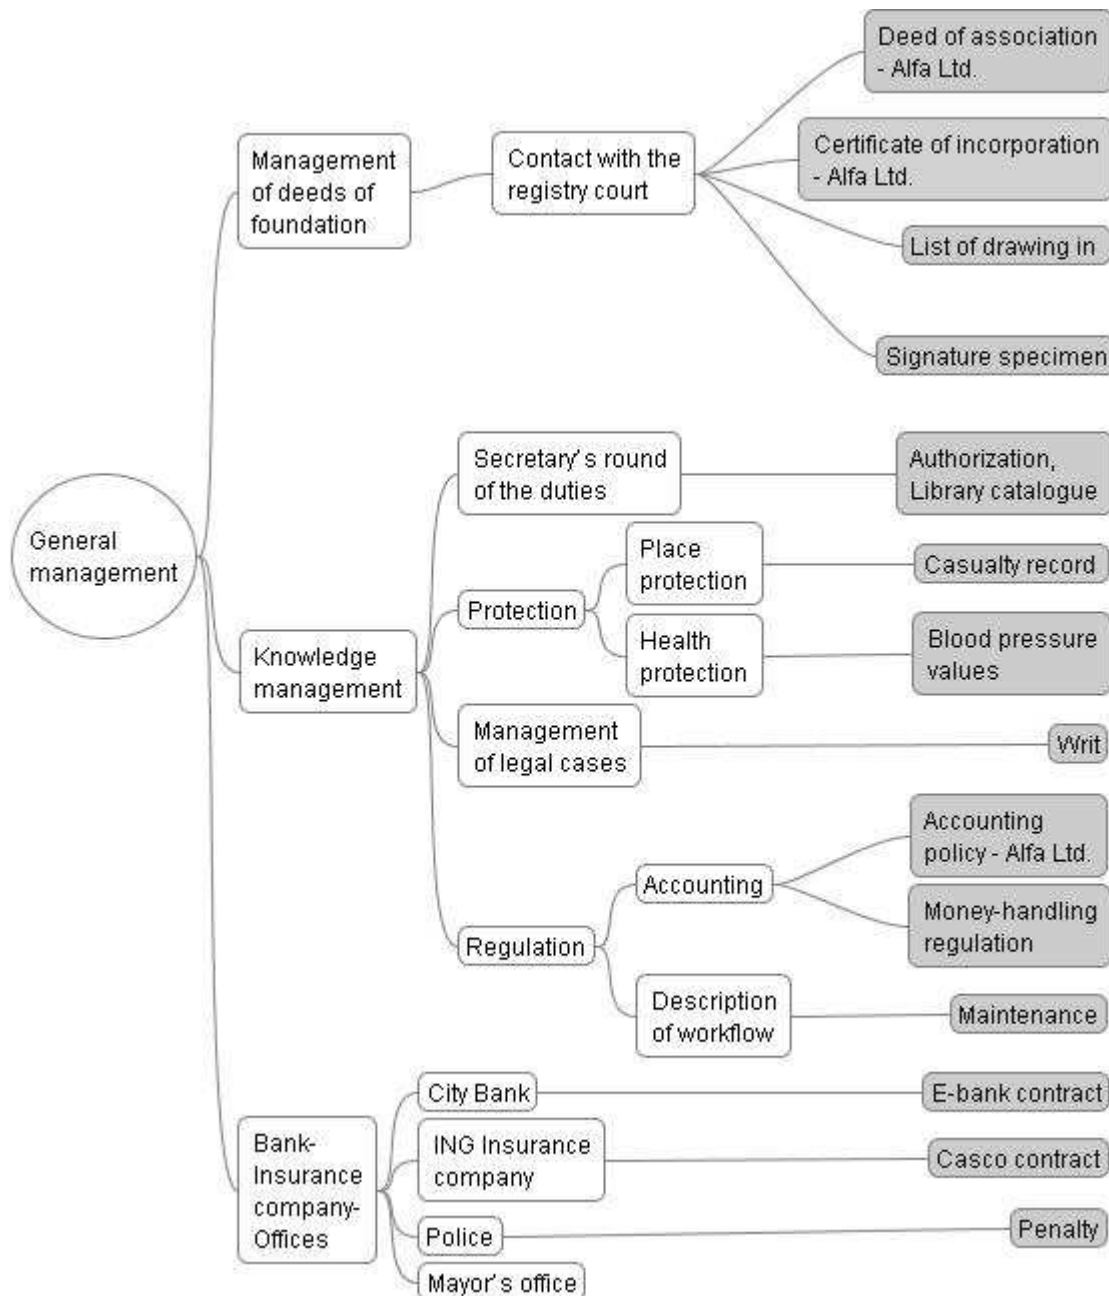 Deed of association
- Alfa Ltd.
Management
of deeds of
foundation
Contact with the
registry court
Certificate of incorporation
- Alfa Ltd.
List of drawing in
Signature specimen
General
management
Secretary's round
of the duties
Authorization,
Library catalogue
Protection
Place
protection
Casualty record
Health
protection
Blood pressure
values
Knowledge
management
Management
of legal cases
Writ
Regulation
Accounting
Accounting
policy - Alfa Ltd.
Money-handling
regulation
Description
of workflow
Maintenance
Bank-
Insurance
company-
Offices
City Bank
E-bank contract
ING Insurance
company
Casco contract
Police
Penalty
Mayor's office